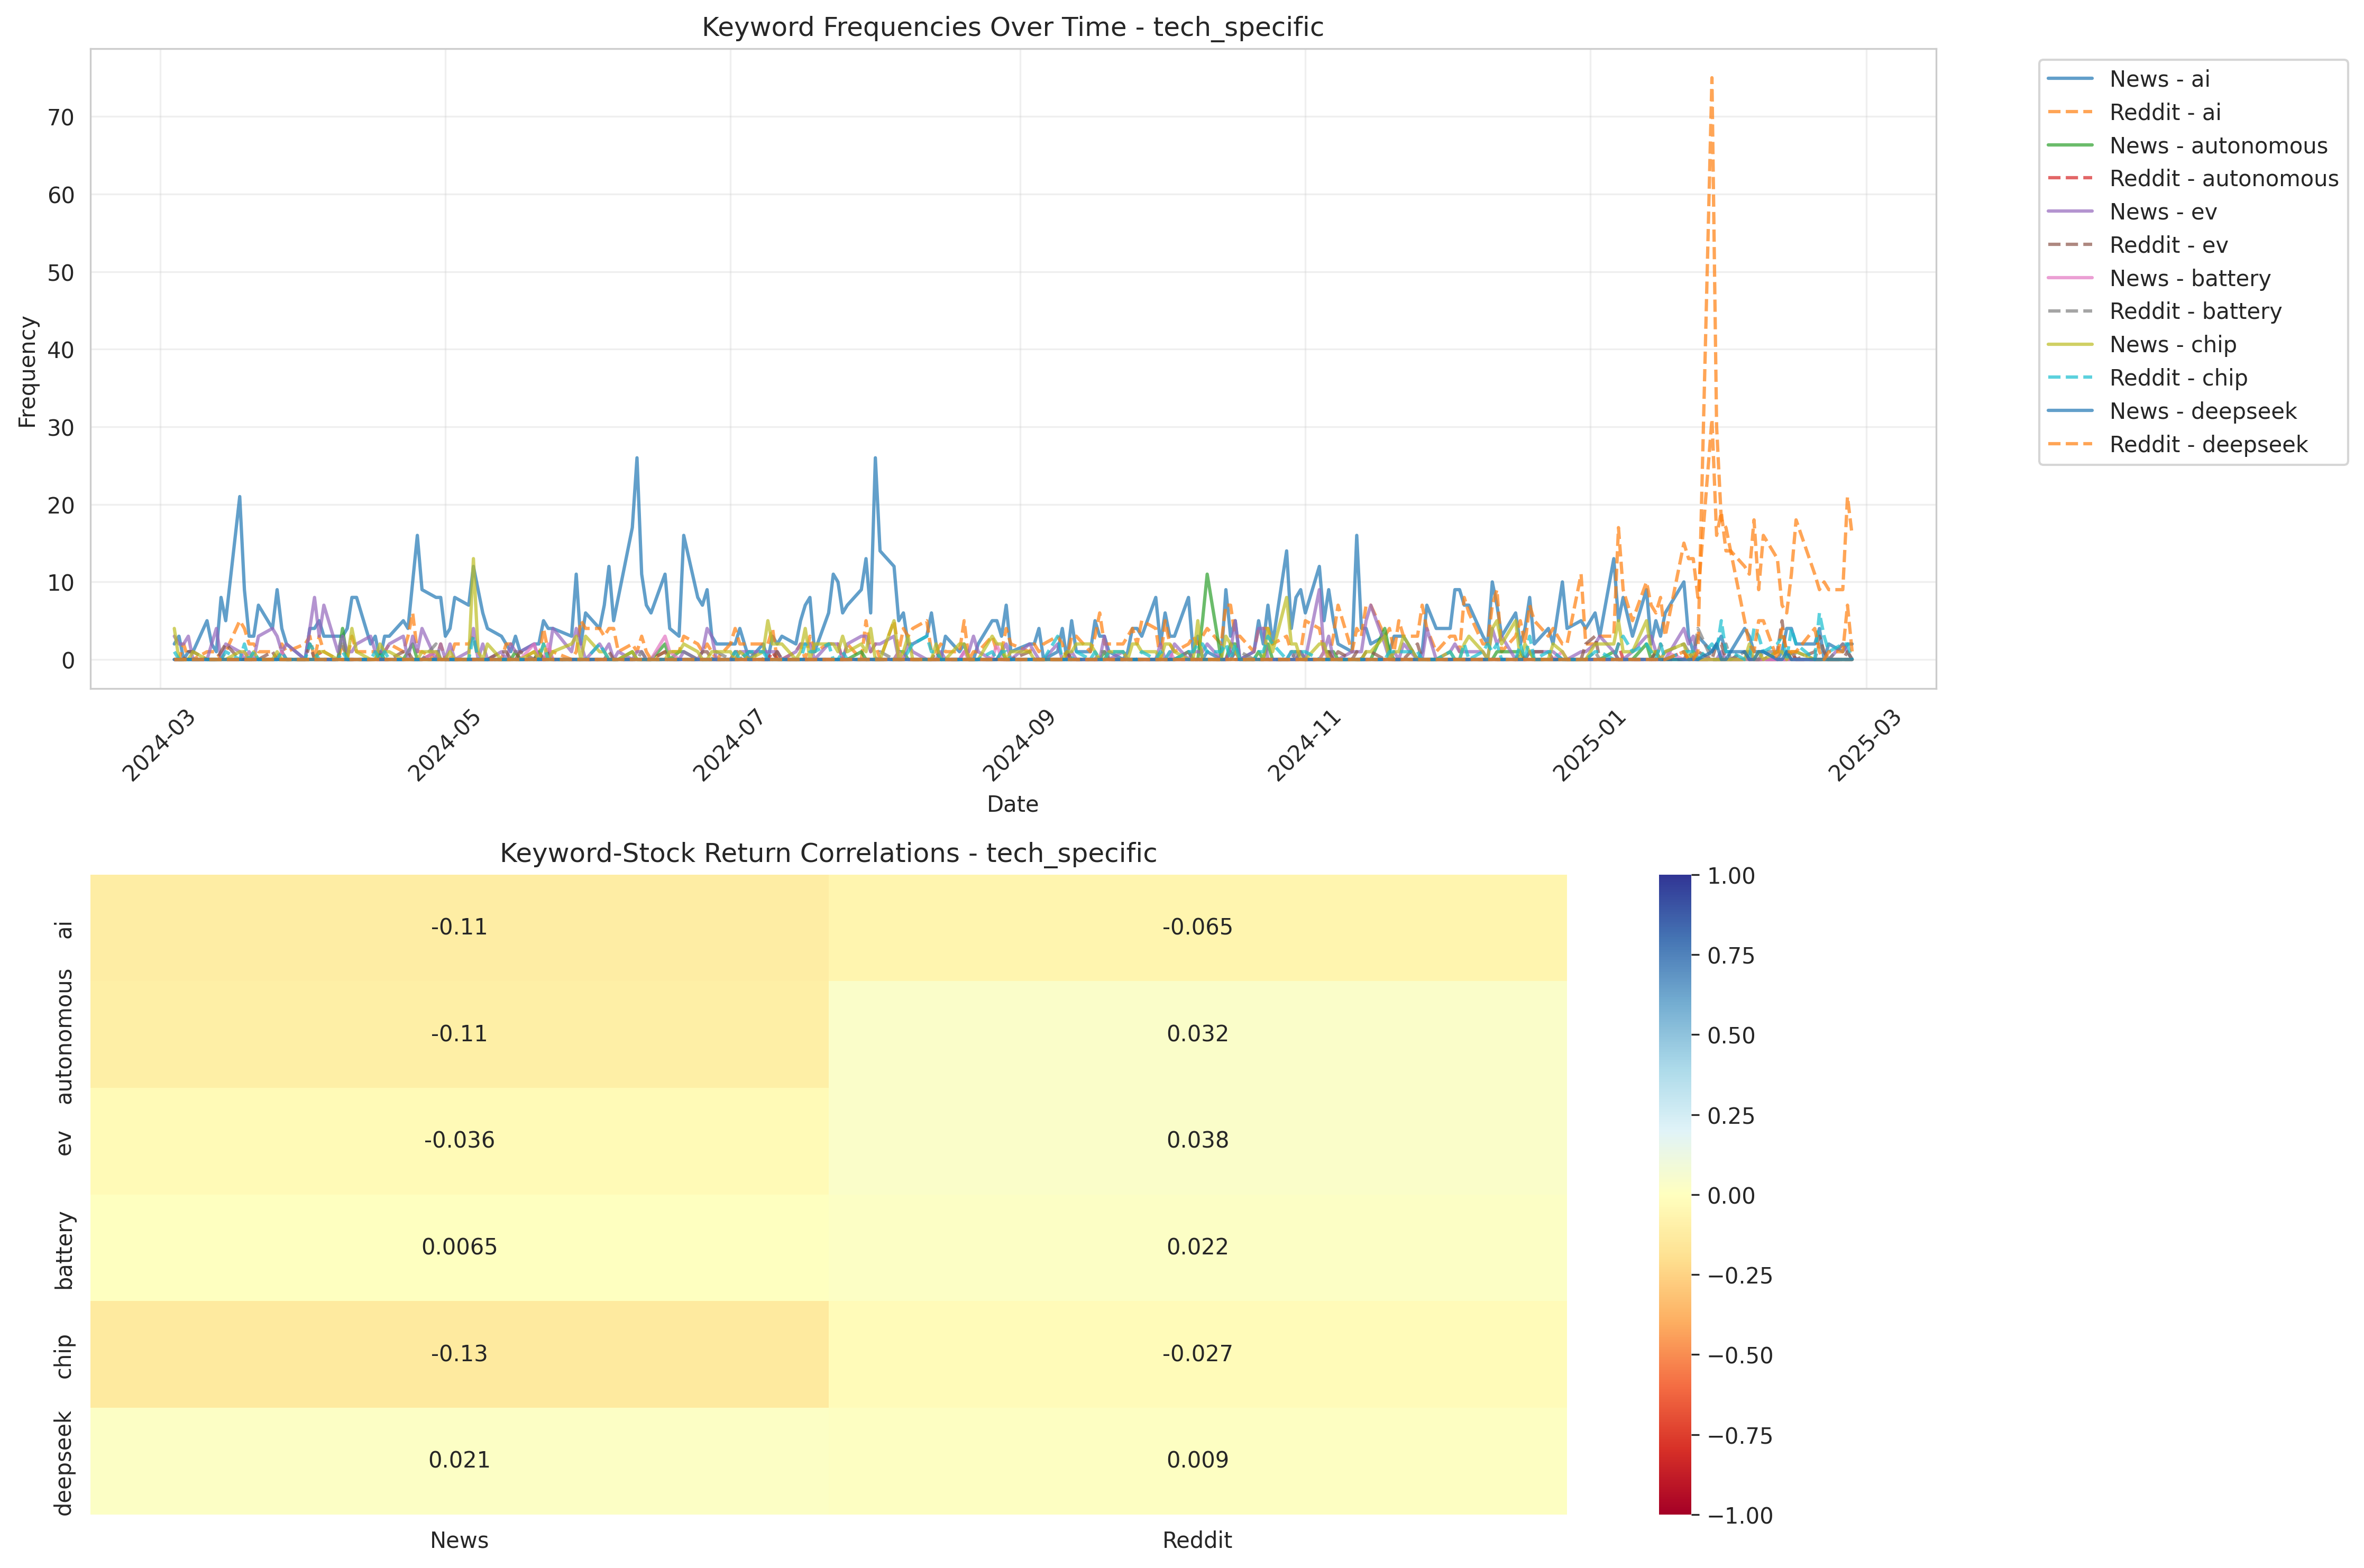 Keyword Frequencies Over Time - tech_specific
Frequency
70
60
50
40
30
20
10
0
2024-03
2024-05
2024-07
2024-09
2024-11
2025-01
2025-03
Date
News - ai
Reddit - ai
News - autonomous
Reddit - autonomous
News - ev
Reddit - ev
News - battery
Reddit - battery
News - chip
Reddit - chip
News - deepseek
Reddit - deepseek
Keyword-Stock Return Correlations - tech_specific
ai
-0.11
-0.065
autonomous
-0.11
0.032
ev
-0.036
0.038
battery
0.0065
0.022
chip
-0.13
-0.027
deepseek
0.021
0.009
News
Reddit
1.00
0.75
0.50
0.25
0.00
−0.25
−0.50
−0.75
−1.00